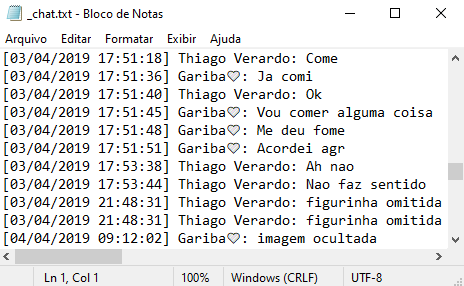 _chat.txt - Bloco de Notas
Arquivo Editar Formatar Exibir Ajuda
[03/04/2019 17:51:18] Thiago Verardo: Come
[03/04/2019 17:51:36] Gariba♡: Ja comi
[03/04/2019 17:51:40] Thiago Verardo: Ok
[03/04/2019 17:51:45] Gariba♡: Vou comer alguma coisa
[03/04/2019 17:51:48] Gariba♡: Me deu fome
[03/04/2019 17:51:51] Gariba♡: Acordei agr
[03/04/2019 17:53:38] Thiago Verardo: Ah nao
[03/04/2019 17:53:44] Thiago Verardo: Nao faz sentido
[03/04/2019 21:48:31] Thiago Verardo: figurinha omitida
[03/04/2019 21:48:31] Thiago Verardo: figurinha omitida
[04/04/2019 09:12:02] Gariba♡: imagem ocultada
Ln 1, Col 1 100% Windows (CRLF) UTF-8